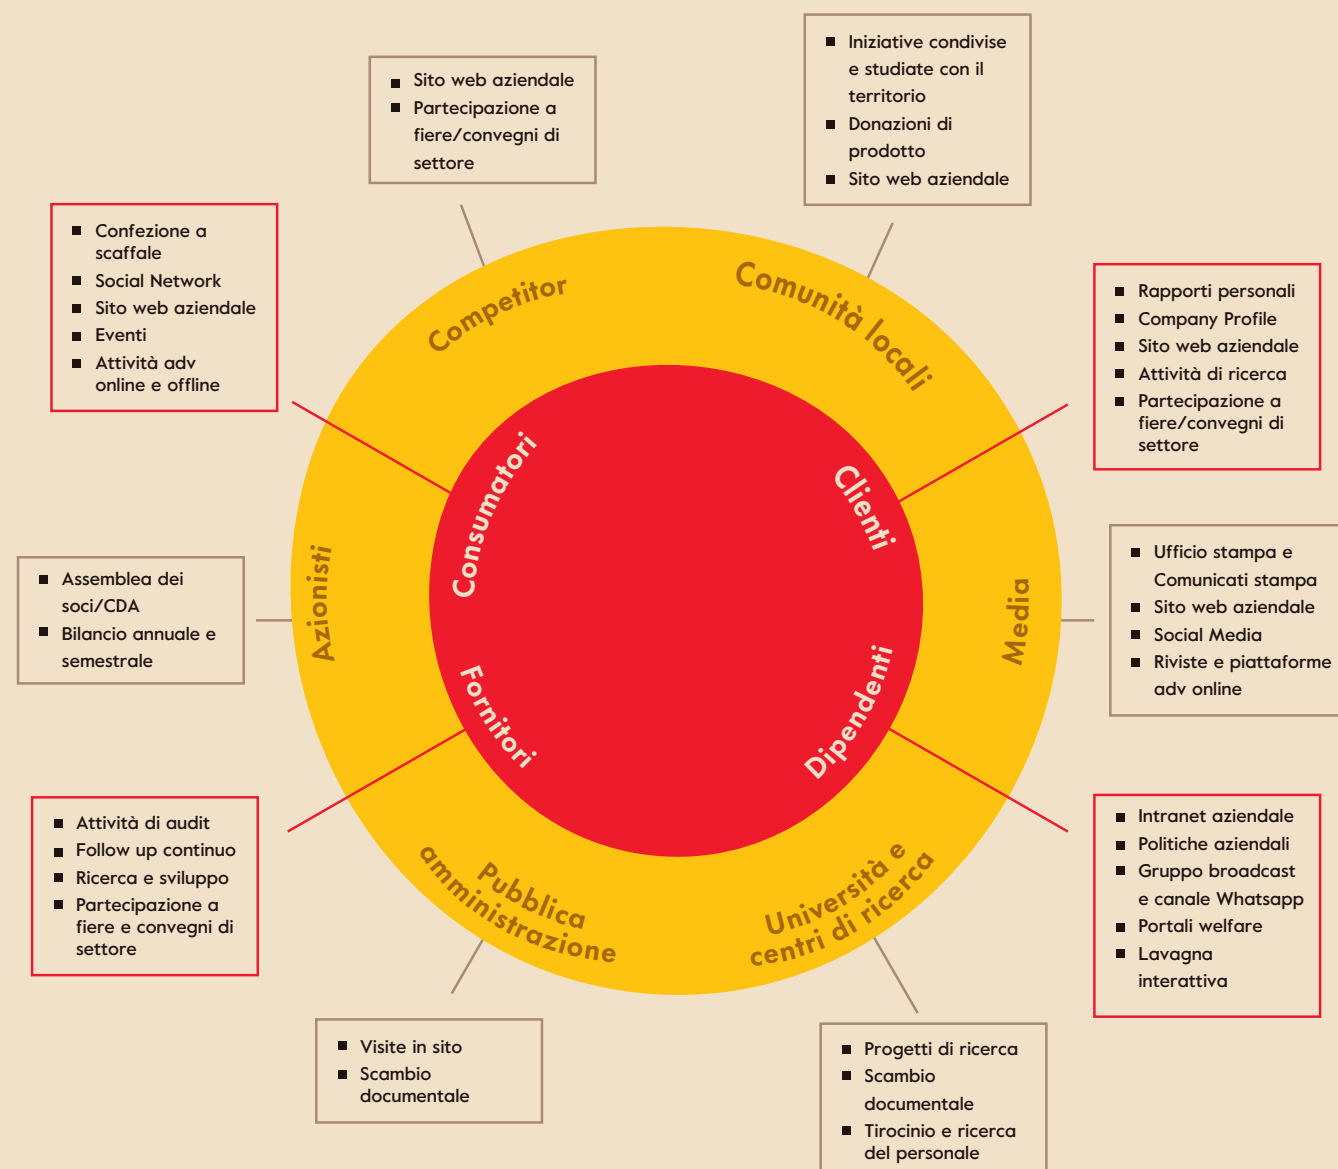 Iniziative condivise
e studiate con il
territorio
Donazioni di
prodotto
Sito web aziendale
Sito web aziendale
Partecipazione a
fiere/convegni di
settore
Confezione a
scaffale
Social Network
Sito web aziendale
Eventi
Attività adv
online e offline
Rapporti personali
Company Profile
Sito web aziendale
Attività di ricerca
Partecipazione a
fiere/convegni di
settore
Competitor
Comunità locali
Consumatori
Clienti
Azionisti
Media
Fornitori
Dipendenti
Pubblica
amministrazione
Università e
centri di ricerca
Assemblea dei
soci/CDA
Bilancio annuale e
semestrale
Ufficio stampa e
Comunicati stampa
Sito web aziendale
Social Media
Riviste e piattaforme
adv online
Attività di audit
Follow up continuo
Ricerca e sviluppo
Partecipazione a
fiere e convegni di
settore
Intranet aziendale
Politiche aziendali
Gruppo broadcast
e canale Whatsapp
Portali welfare
Lavagna
interattiva
Visite in sito
Scambio
documentale
Progetti di ricerca
Scambio
documentale
Tirocinio e ricerca
del personale